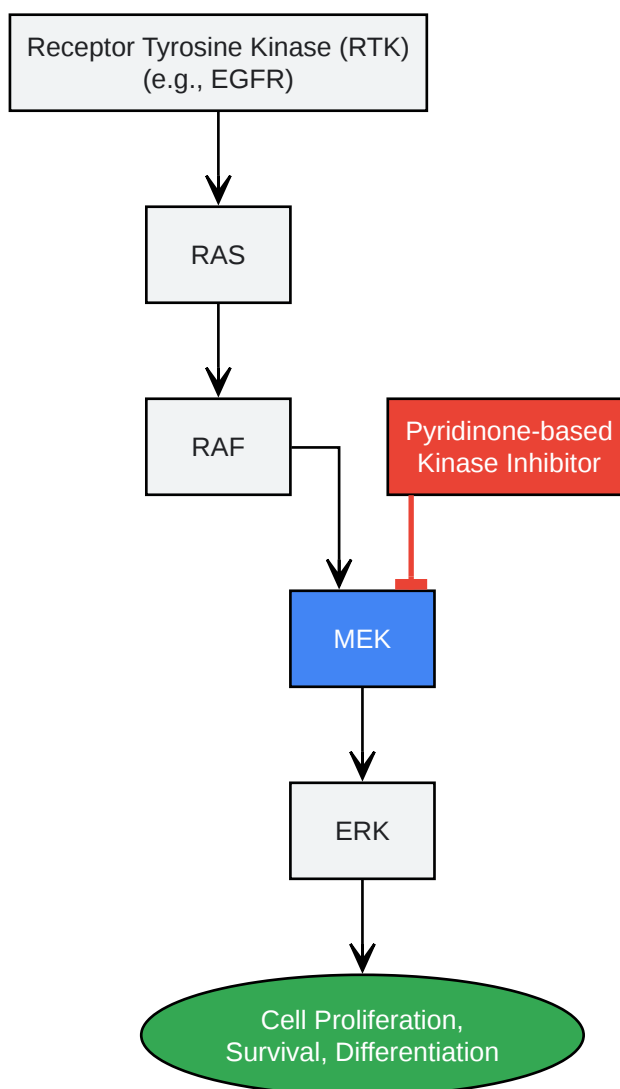 Receptor Tyrosine Kinase (RTK)
(e.g., EGFR)
RAS
RAF
Pyridinone-based
Kinase Inhibitor
MEK
ERK
Cell Proliferation,
Survival, Differentiation